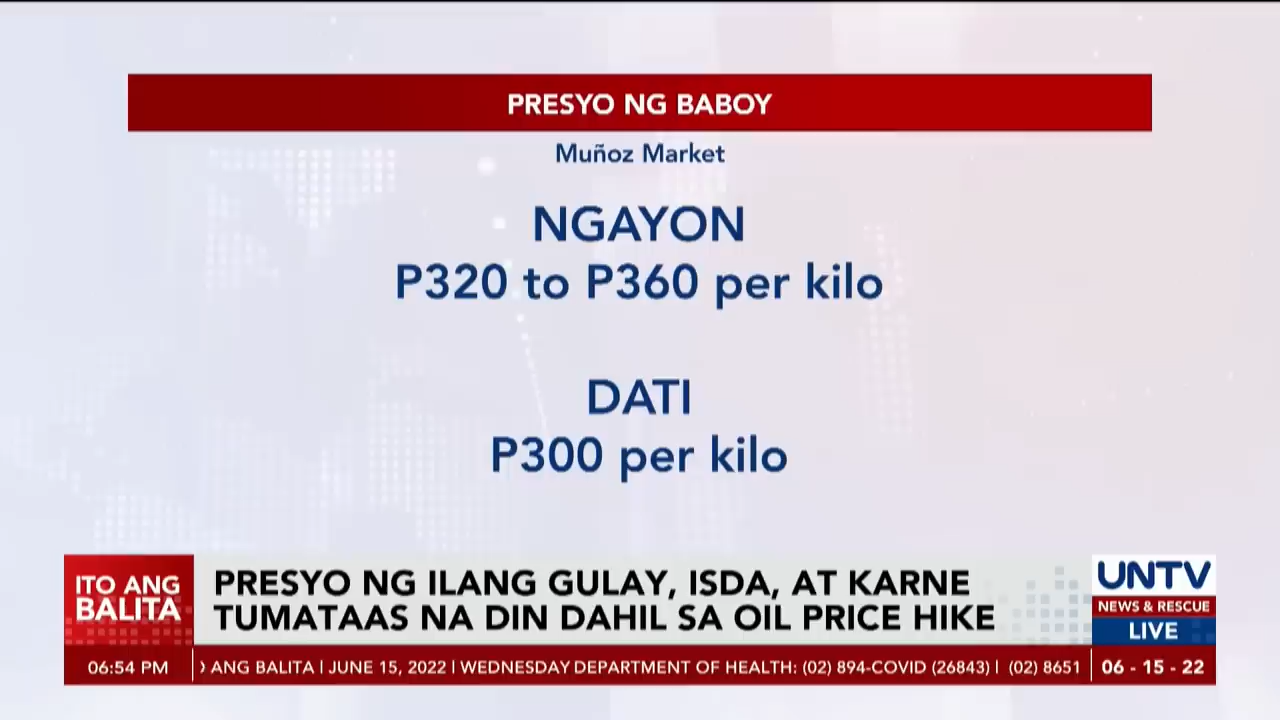 PRESYO NG BABOY
Muñoz Market
NGAYON
P320 to P360 per kilo
DATI
P300 per kilo
ITO ANG
BALITA
PRESYO NG ILANG GULAY, ISDA, AT KARNE
TUMATAAS NA DIN DAHIL SA OIL PRICE HIKE
UNTV
NEWS & RESCUE
LIVE
06:54 PM
ANG BALITA | JUNE 15, 2022 | WEDNESDAY DEPARTMENT OF HEALTH: (02) 894-COVID (26843) | (02) 8651
06 - 15 - 22